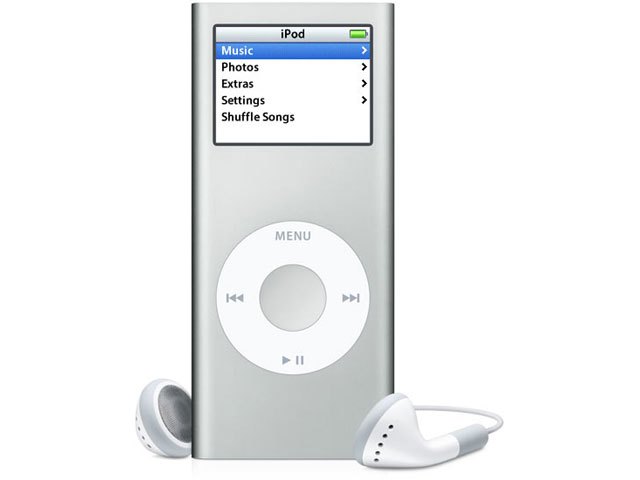 iPod
Music
Photos
Extras
Settings
Shuffle Songs
MENU